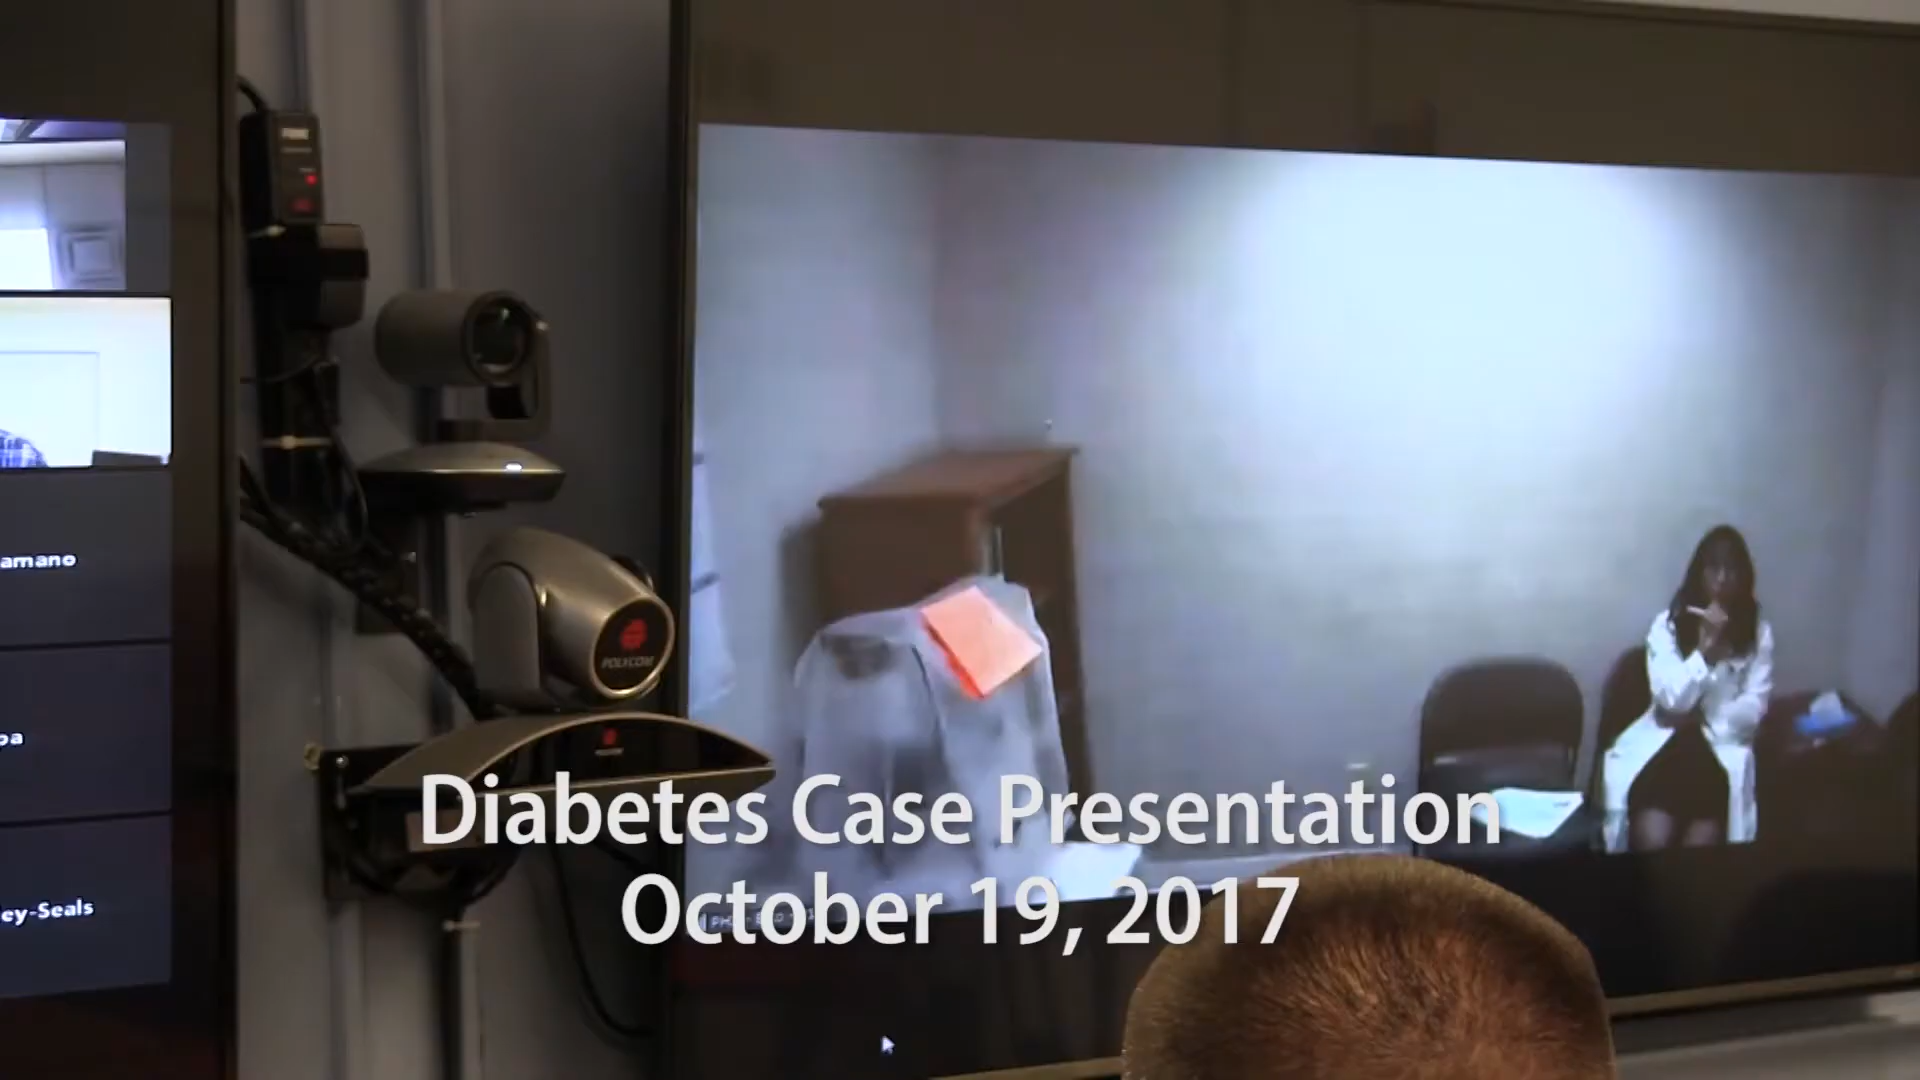 amano
pa
ey-Seals
POLYCOM
Diabetes Case Presentation
October 19, 2017